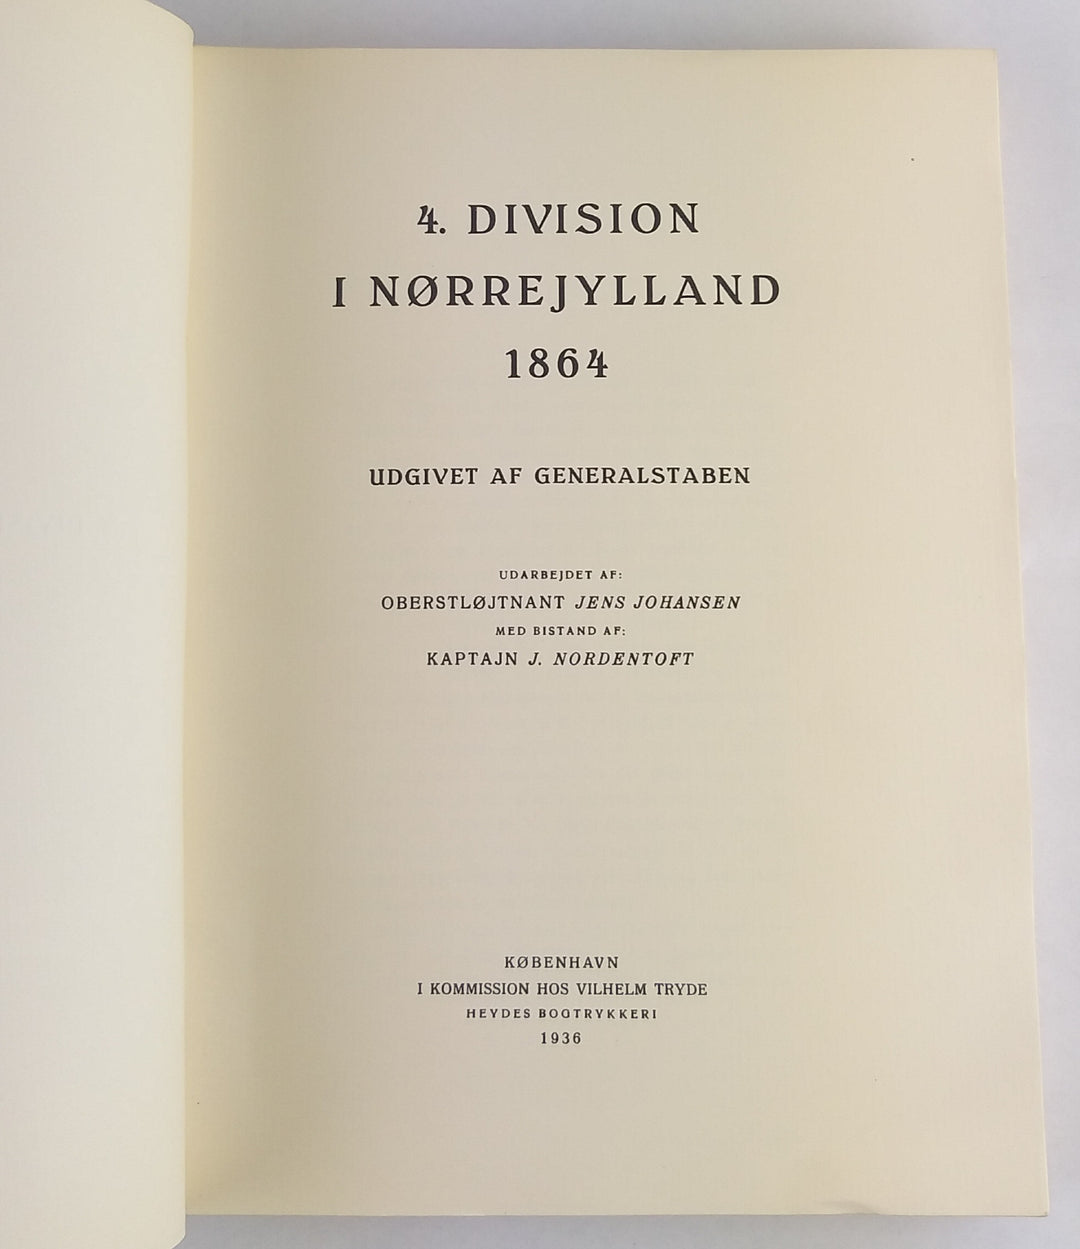 4. DIVISION
I NØRREJYLLAND
1864
UDGIVET AF GENERALSTABEN
UDARBEJDET AF:
OBERSTLØJTNANT JENS JOHANSEN
MED BISTAND AF:
KAPTAJN J. NORDENTOFT
KØBENHAVN
I KOMMISSION HOS VILHELM TRYDE
HEYDES BOGTRYKKERI
1936